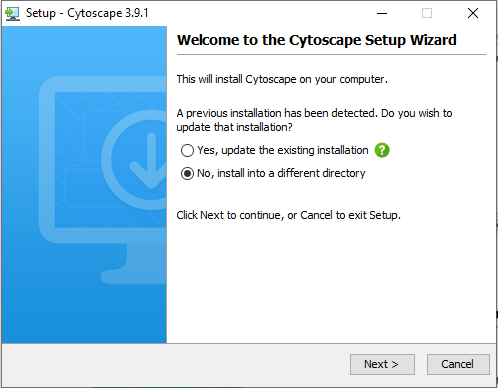 Setup - Cytoscape 3.9.1
Welcome to the Cytoscape Setup Wizard
This will install Cytoscape on your computer.
A previous installation has been detected. Do you wish to
update that installation?
Yes, update the existing installation ?
No, install into a different directory
Click Next to continue, or Cancel to exit Setup.
Next >
Cancel